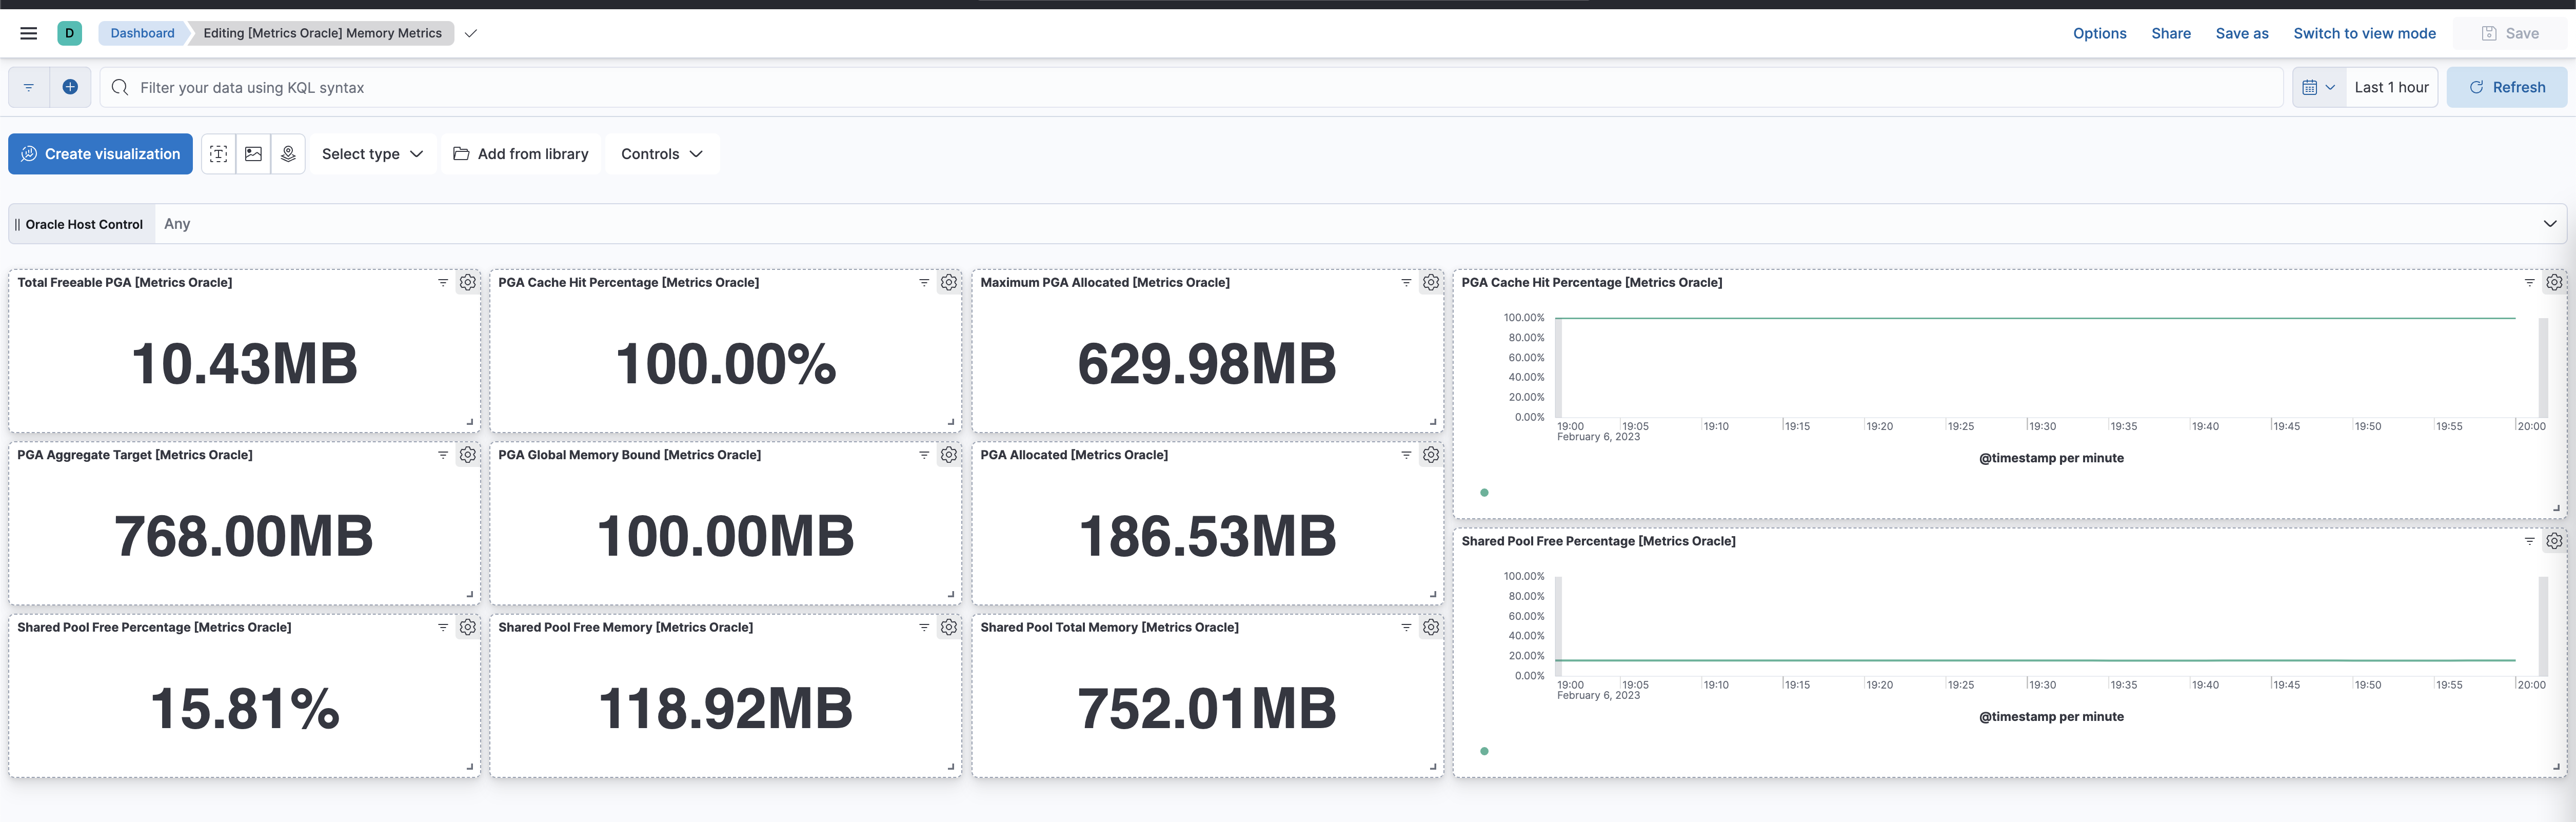 D Dashboard Editing [Metrics Oracle] Memory Metrics Options Share Save as Switch to view mode Save
Filter your data using KQL syntax Last 1 hour Refresh
Create visualization Select type Add from library Controls
Oracle Host Control Any
Total Freeable PGA [Metrics Oracle]
10.43MB
PGA Cache Hit Percentage [Metrics Oracle]
100.00%
Maximum PGA Allocated [Metrics Oracle]
629.98MB
PGA Cache Hit Percentage [Metrics Oracle]
100.00%
80.00%
60.00%
40.00%
20.00%
0.00%
19:00 19:05 19:10 19:15 19:20 19:25 19:30 19:35 19:40 19:45 19:50 19:55 20:00
February 6, 2023
@timestamp per minute
PGA Aggregate Target [Metrics Oracle]
768.00MB
PGA Global Memory Bound [Metrics Oracle]
100.00MB
PGA Allocated [Metrics Oracle]
186.53MB
Shared Pool Free Percentage [Metrics Oracle]
100.00%
80.00%
60.00%
40.00%
20.00%
0.00%
19:00 19:05 19:10 19:15 19:20 19:25 19:30 19:35 19:40 19:45 19:50 19:55 20:00
February 6, 2023
@timestamp per minute
Shared Pool Free Percentage [Metrics Oracle]
15.81%
Shared Pool Free Memory [Metrics Oracle]
118.92MB
Shared Pool Total Memory [Metrics Oracle]
752.01MB